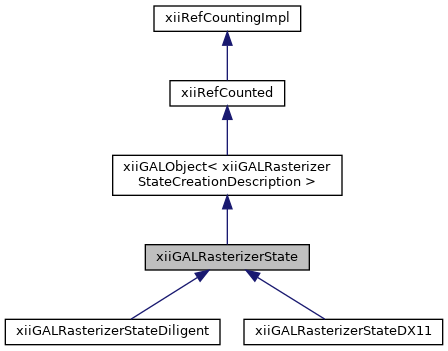 xiiRefCountingImpl
xiiRefCounted
xiiGALObject< xiiGALRasterizer
StateCreationDescription >
xiiGALRasterizerState
xiiGALRasterizerStateDiligent
xiiGALRasterizerStateDX11